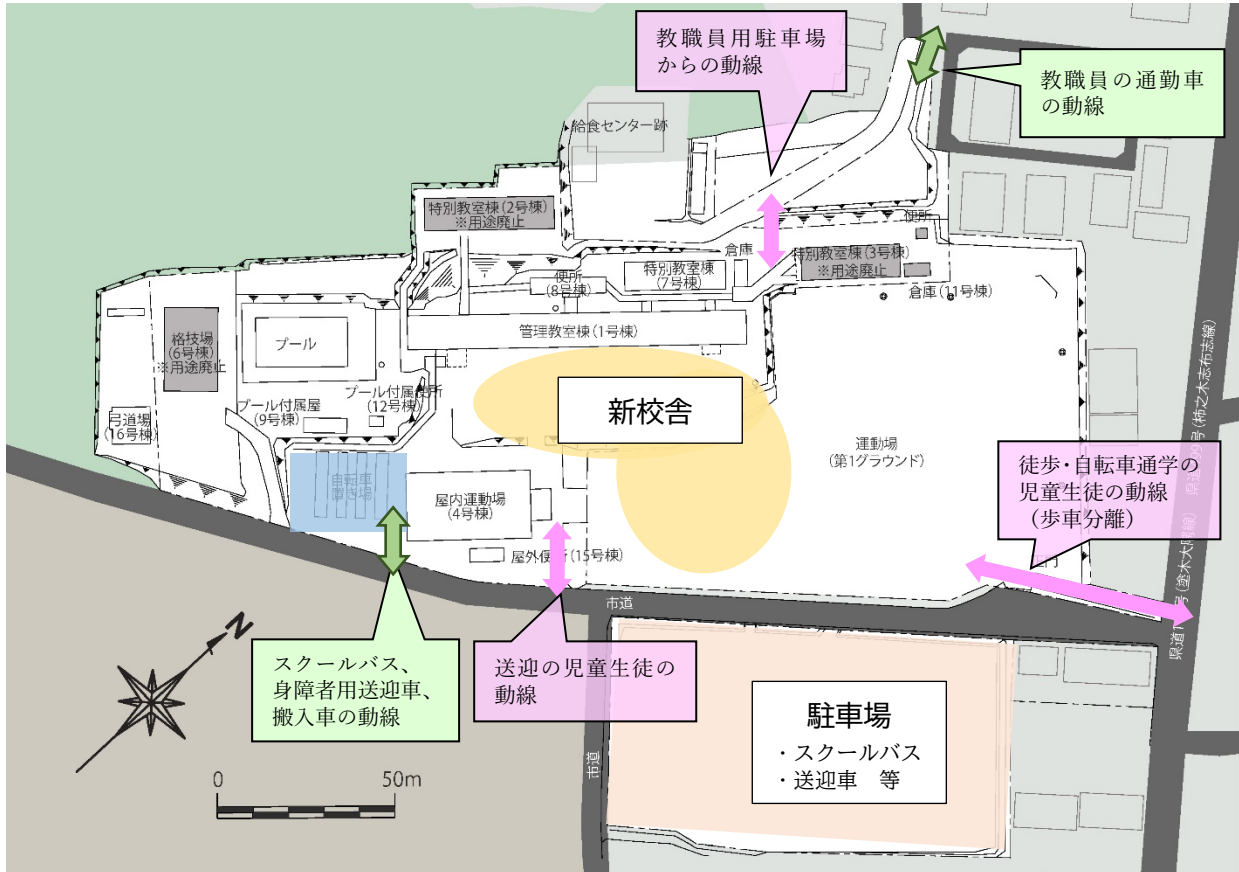 教職員用駐車場
からの動線
教職員の通勤車
の動線
給食センター跡
特別教室棟(2号棟)
※用途廃止
便所
倉庫
特別教室棟(3号棟)
※用途廃止
特別教室棟
(7号棟)
便所
(8号棟)
倉庫(11号棟)
管理教室棟(1号棟)
格技場
(6号棟)
※用途廃止
プール
プール付属便所
(12号棟)
プール付属屋
(9号棟)
弓道場
(16号棟)
新校舎
運動場
(第1グラウンド)
自転車
置き場
屋内運動場
(4号棟)
屋外便所(15号棟)
徒歩・自転車通学の
児童生徒の動線
(歩車分離)
正門
市道
N
スクールバス、
身障者用送迎車、
搬入車の動線
送迎の児童生徒の
動線
駐車場
・スクールバス
・送迎車 等
市道
0 50m